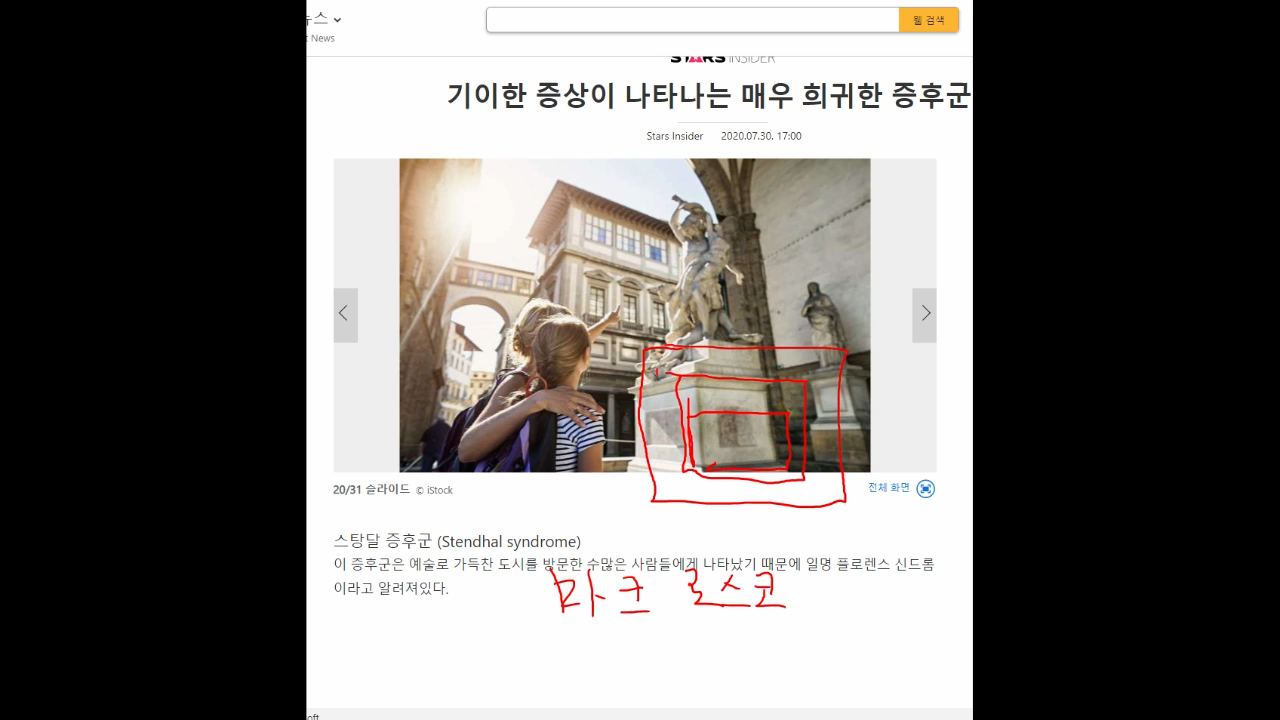 뉴스
t News
웹 검색
STARS INSIDER
기이한 증상이 나타나는 매우 희귀한 증후군
Stars Insider 2020.07.30. 17:00
20/31 슬라이드 © iStock
전체 화면
스탕달 증후군 (Stendhal syndrome)
이 증후군은 예술로 가득찬 도시를 방문한 수많은 사람들에게 나타났기 때문에 일명 플로렌스 신드롬
이라고 알려져있다.
마크 로스코
oft